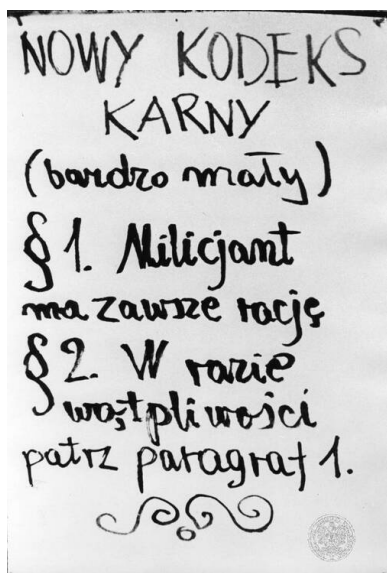 NOWY KODEKS
KARNY
(bardzo mały)
§ 1. Milicjant
ma zawsze rację
§ 2. W razie
wątpliwości
patrz paragraf 1.